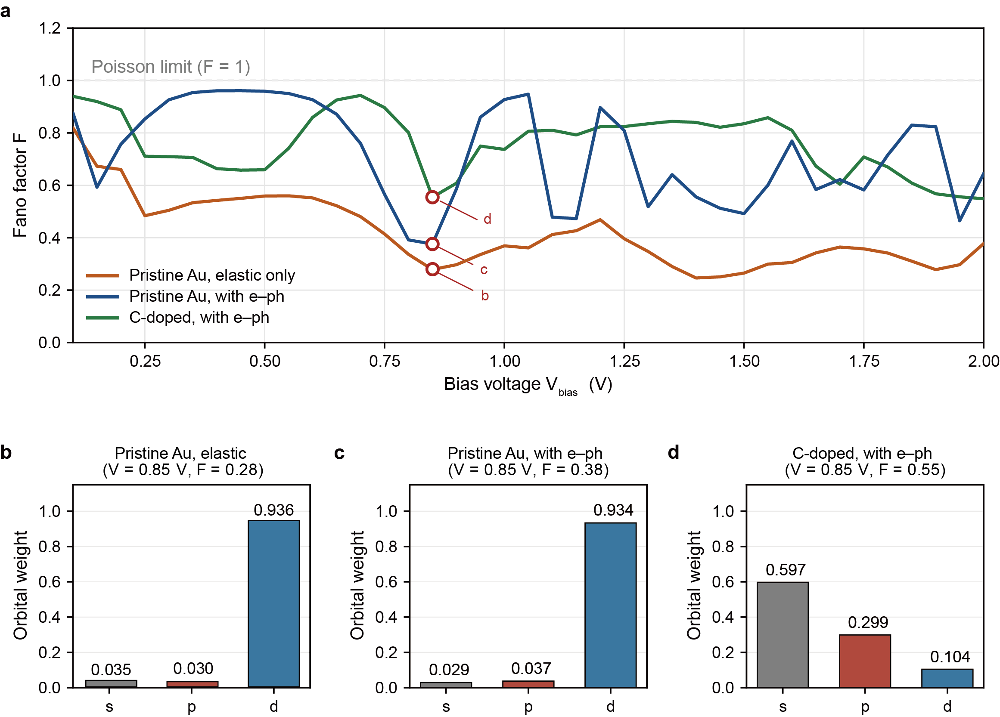 a
1.2
1.0
0.8
0.6
0.4
0.2
0.0
Fano factor F
Poisson limit (F = 1)
d
c
b
Pristine Au, elastic only
Pristine Au, with e–ph
C-doped, with e–ph
0.25 0.50 0.75 1.00 1.25 1.50 1.75 2.00
Bias voltage Vbias (V)
b
Pristine Au, elastic
(V = 0.85 V, F = 0.28)
Orbital weight
1.0
0.8
0.6
0.4
0.2
0.0
0.035
0.030
0.936
s p d
c
Pristine Au, with e–ph
(V = 0.85 V, F = 0.38)
Orbital weight
1.0
0.8
0.6
0.4
0.2
0.0
0.029
0.037
0.934
s p d
d
C-doped, with e–ph
(V = 0.85 V, F = 0.55)
Orbital weight
1.0
0.8
0.6
0.4
0.2
0.0
0.597
0.299
0.104
s p d